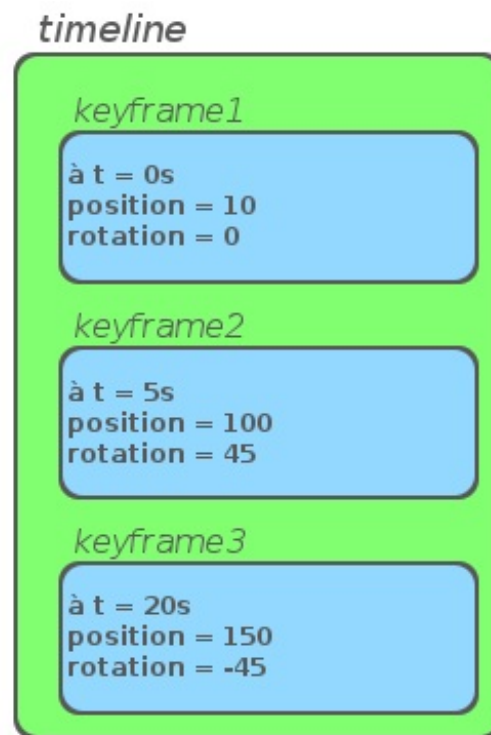 timeline
keyframe1
à t = 0s
position = 10
rotation = 0
keyframe2
à t = 5s
position = 100
rotation = 45
keyframe3
à t = 20s
position = 150
rotation = -45